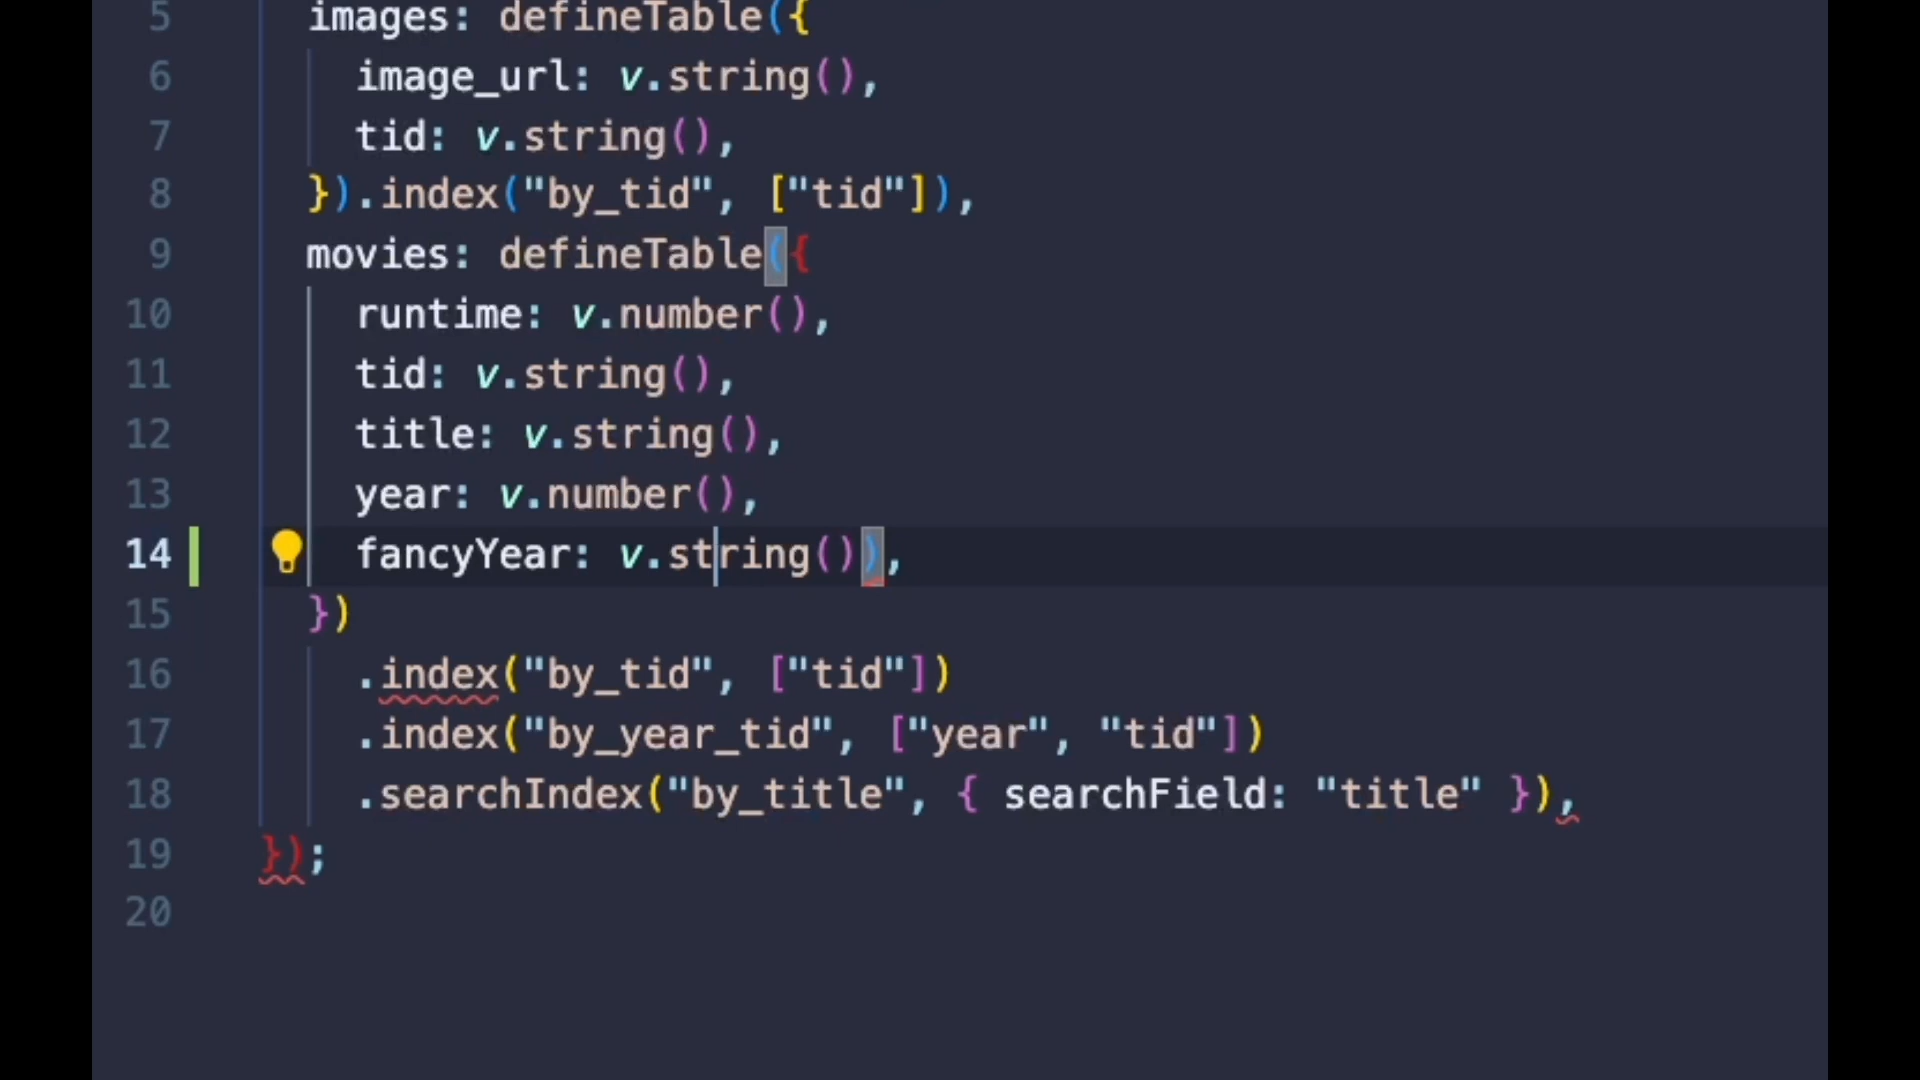 5 images: defineTable({
6 image_url: v.string(),
7 tid: v.string(),
8 }).index("by_tid", ["tid"]),
9 movies: defineTable({
10 runtime: v.number(),
11 tid: v.string(),
12 title: v.string(),
13 year: v.number(),
14 fancyYear: v.string()),
15 })
16 .index("by_tid", ["tid"])
17 .index("by_year_tid", ["year", "tid"])
18 .searchIndex("by_title", { searchField: "title" }),
19 });
20